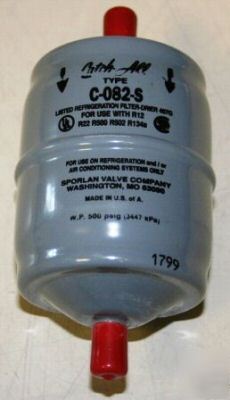 Catch-All
TYPE
C-082-S
LISTED REFRIGERATION FILTER-DRIER 467G
FOR USE WITH R12
R22 R500 R502 R134a
FOR USE ON REFRIGERATION and / or
AIR CONDITIONING SYSTEMS ONLY
SPORLAN VALVE COMPANY
WASHINGTON, MO 63090
MADE IN U.S. of A.
W.P. 500 psig (3447 kPa)
1799